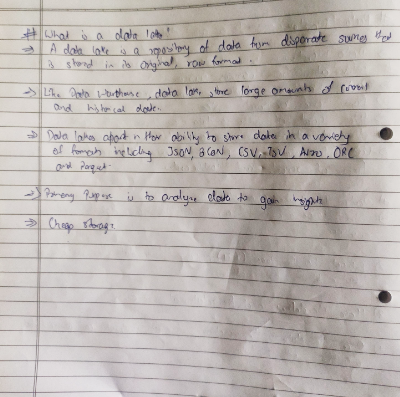 # What is a data lake?
→ A data lake is a repository of data from disparate sources that
is stored in its original, raw format.
→ Like Data Warehouse, data lake store large amounts of current
and historical data.
→ Data lakes apart in their ability to store data in a variety
of formats including JSON, BSON, CSV, TSV, Avro, ORC
and Parquet.
→ Primary Purpose is to analyze data to gain insights
→ Cheap storage